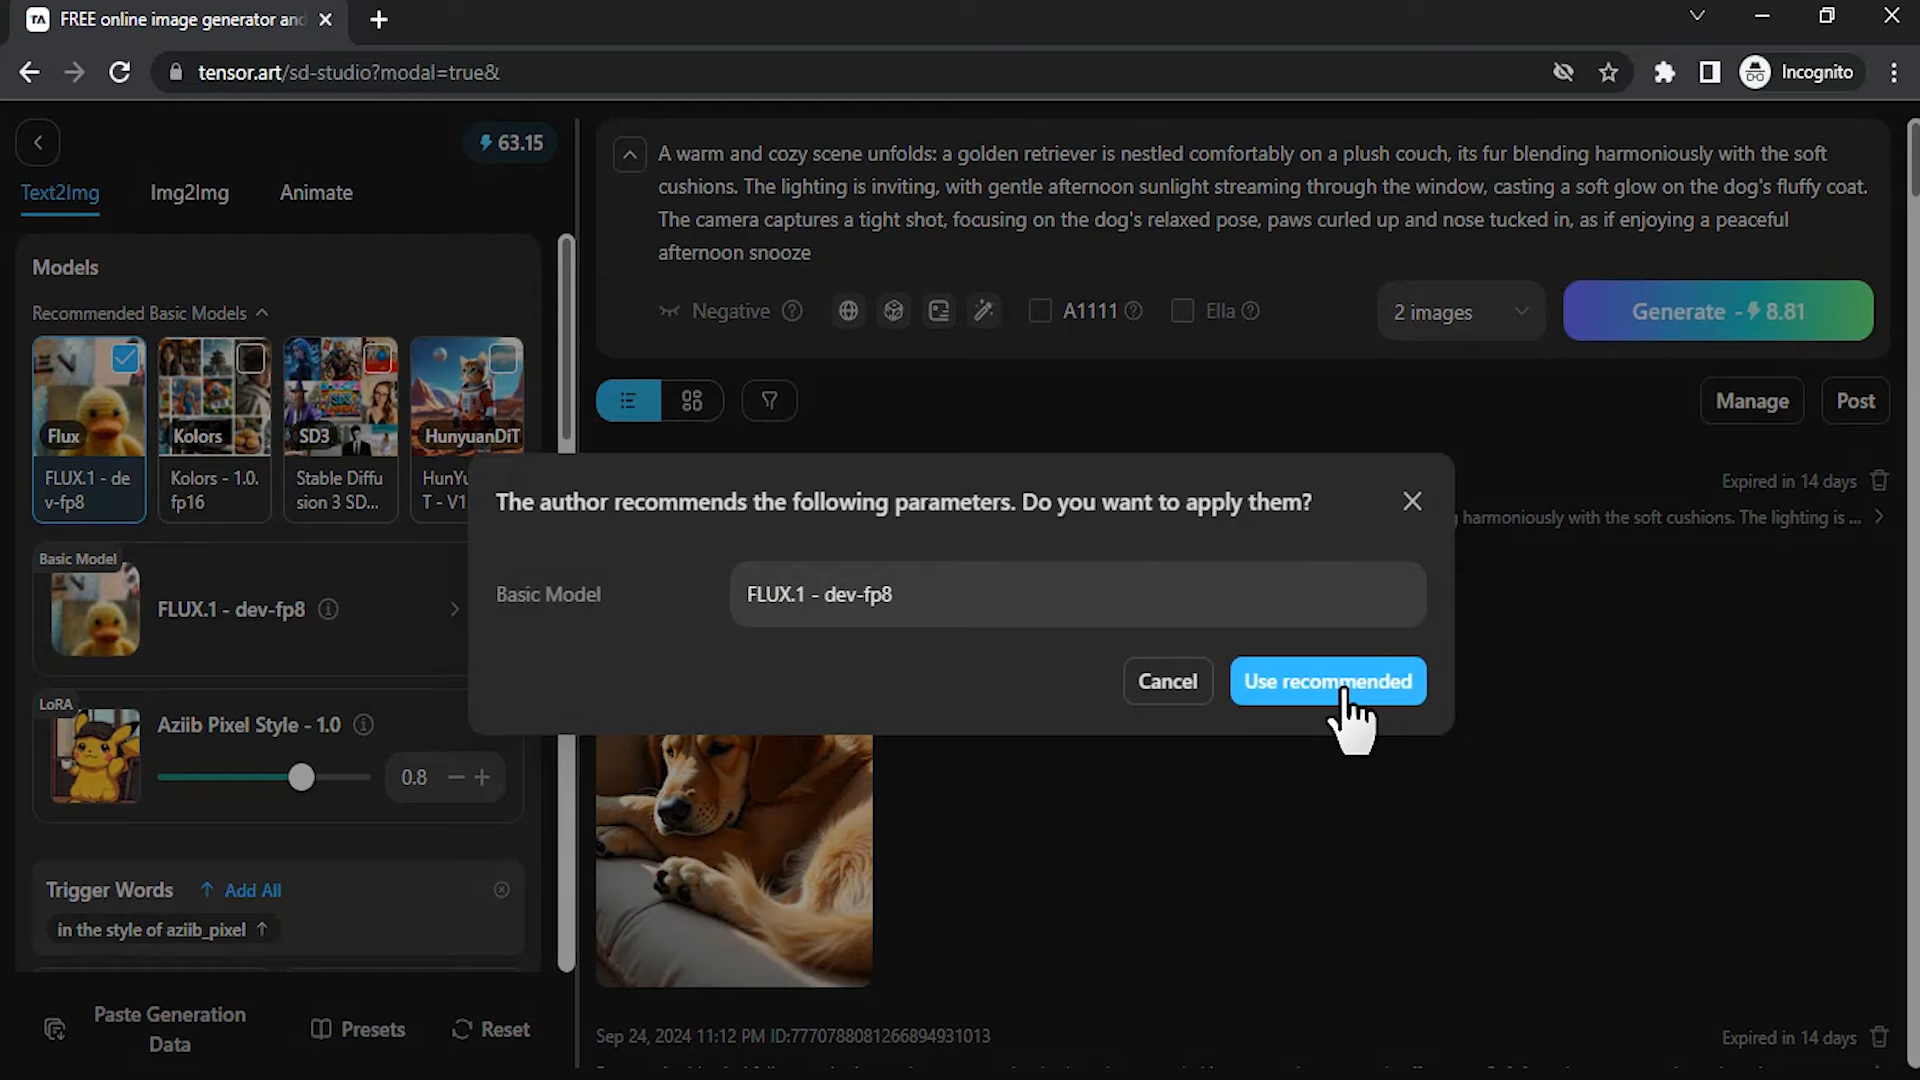 FREE online image generator and
tensor.art/sd-studio?modal=true&
Incognito
63.15
Text2Img
Img2Img
Animate
Models
Recommended Basic Models
Flux
FLUX.1 - de
v-fp8
Kolors
Kolors - 1.0.
fp16
SD3
Stable Diffu
sion 3 SD...
HunyuanDiT
HunYu
T - V1
Basic Model
FLUX.1 - dev-fp8
LoRA
Aziib Pixel Style - 1.0
0.8
Trigger Words
Add All
in the style of aziib_pixel
Paste Generation
Data
Presets
Reset
A warm and cozy scene unfolds: a golden retriever is nestled comfortably on a plush couch, its fur blending harmoniously with the soft
cushions. The lighting is inviting, with gentle afternoon sunlight streaming through the window, casting a soft glow on the dog's fluffy coat.
The camera captures a tight shot, focusing on the dog's relaxed pose, paws curled up and nose tucked in, as if enjoying a peaceful
afternoon snooze
Negative
A1111
Ella
2 images
Generate - 8.81
Manage
Post
Expired in 14 days
harmoniously with the soft cushions. The lighting is ...
The author recommends the following parameters. Do you want to apply them?
Basic Model
FLUX.1 - dev-fp8
Cancel
Use recommended
Sep 24, 2024 11:12 PM ID:7770788081266894931013
Expired in 14 days